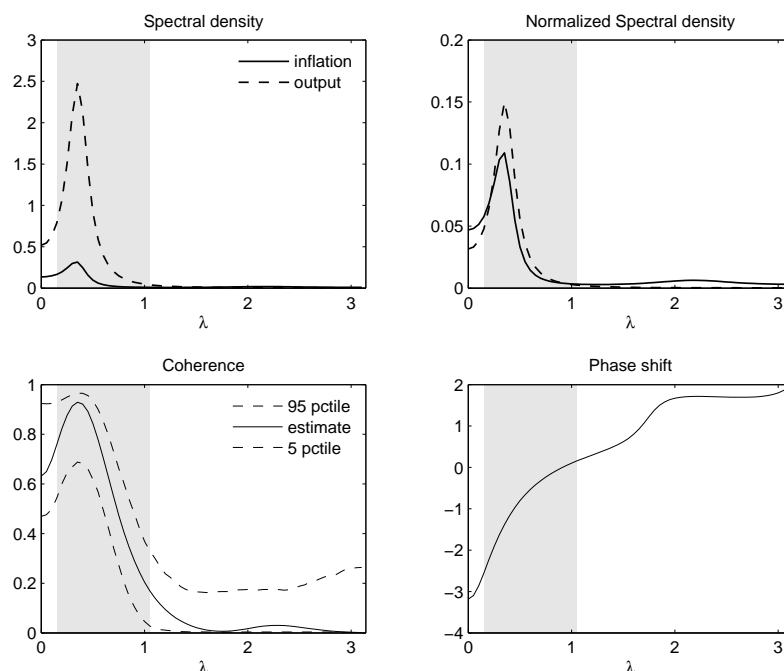 Spectral density
3
2.5
2
1.5
1
0.5
0
0 1 2 3
λ
inflation
output
Normalized Spectral density
0.2
0.15
0.1
0.05
0
0 1 2 3
λ
Coherence
1
0.8
0.6
0.4
0.2
0
0 1 2 3
λ
95 pctile
estimate
5 pctile
Phase shift
2
1
0
−1
−2
−3
−4
0 1 2 3
λ